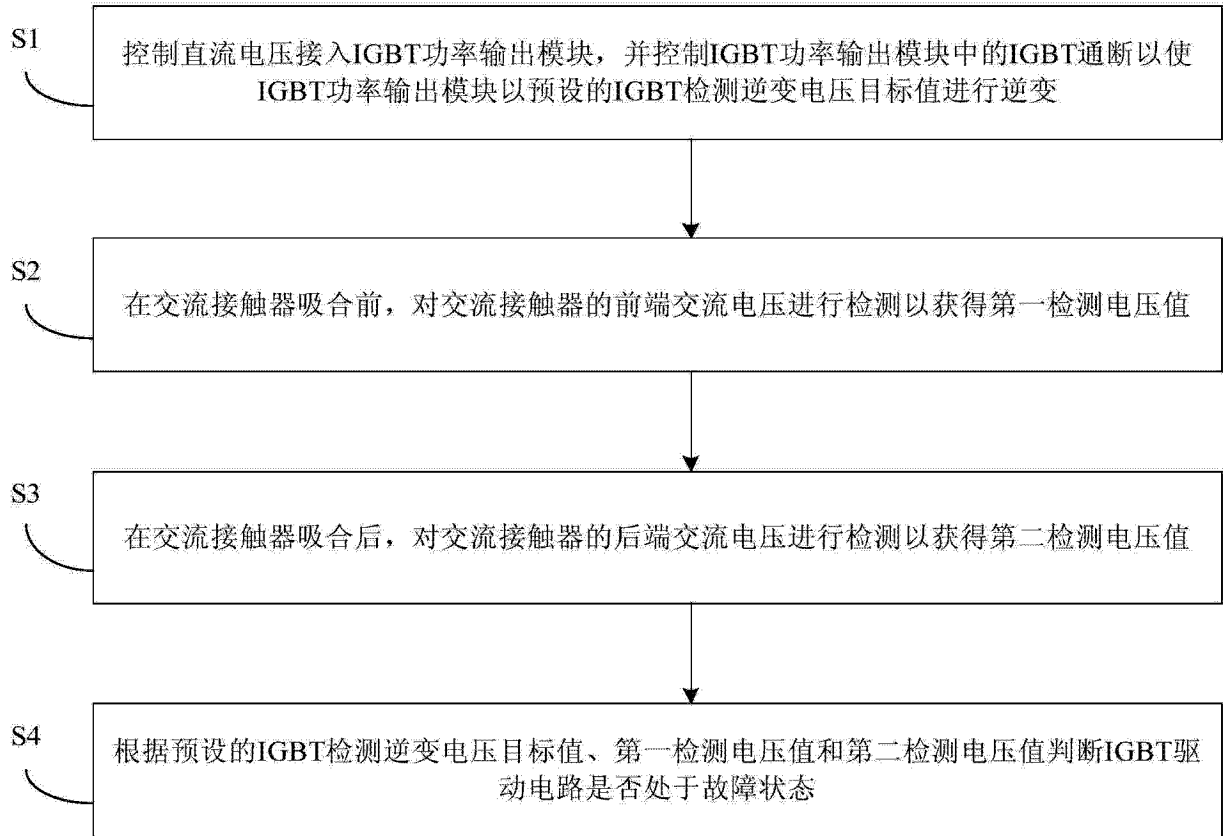 S1
控制直流电压接入IGBT功率输出模块，并控制IGBT功率输出模块中的IGBT通断以使
IGBT功率输出模块以预设的IGBT检测逆变电压目标值进行逆变
S2
在交流接触器吸合前，对交流接触器的前端交流电压进行检测以获得第一检测电压值
S3
在交流接触器吸合后，对交流接触器的后端交流电压进行检测以获得第二检测电压值
S4
根据预设的IGBT检测逆变电压目标值、第一检测电压值和第二检测电压值判断IGBT驱
动电路是否处于故障状态